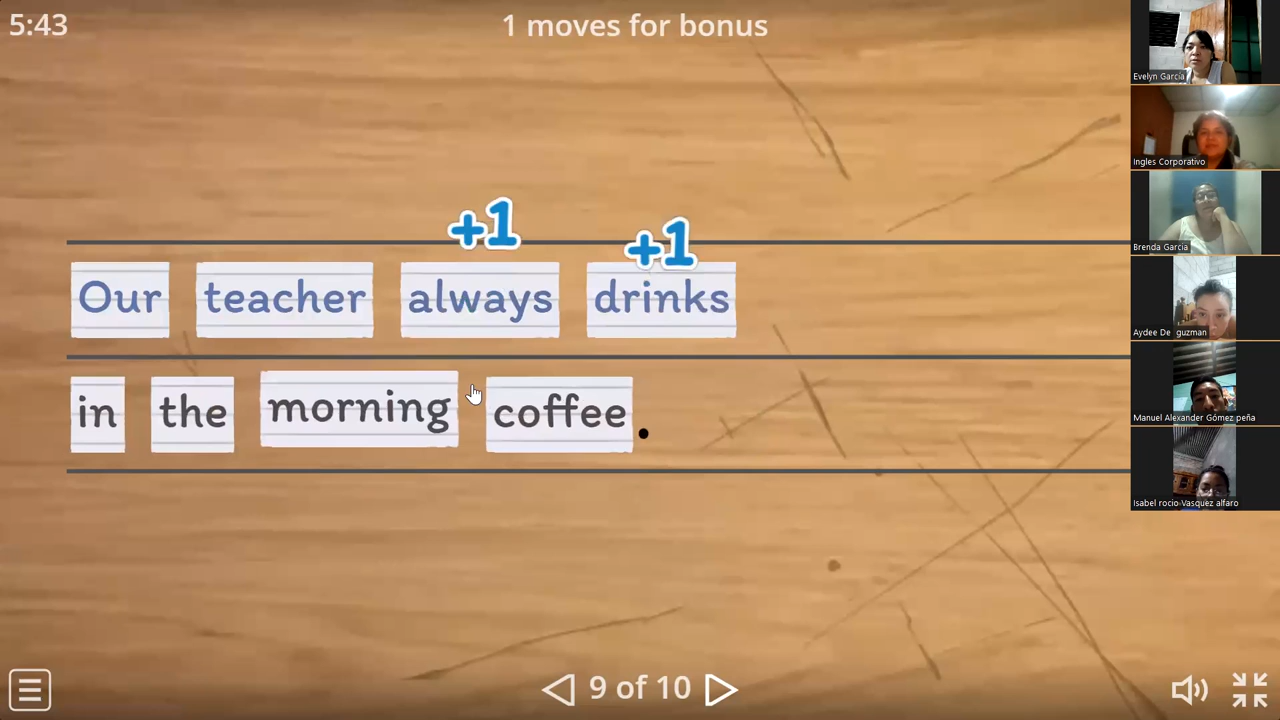 5:43
1 moves for bonus
+1 +1
Our teacher always drinks
in the morning coffee.
9 of 10
Evelyn García
Ingles Corporativo
Brenda Garcia
Aydee De guzman
Manuel Alexander Gómez peña
Isabel rocio Vasquez alfaro